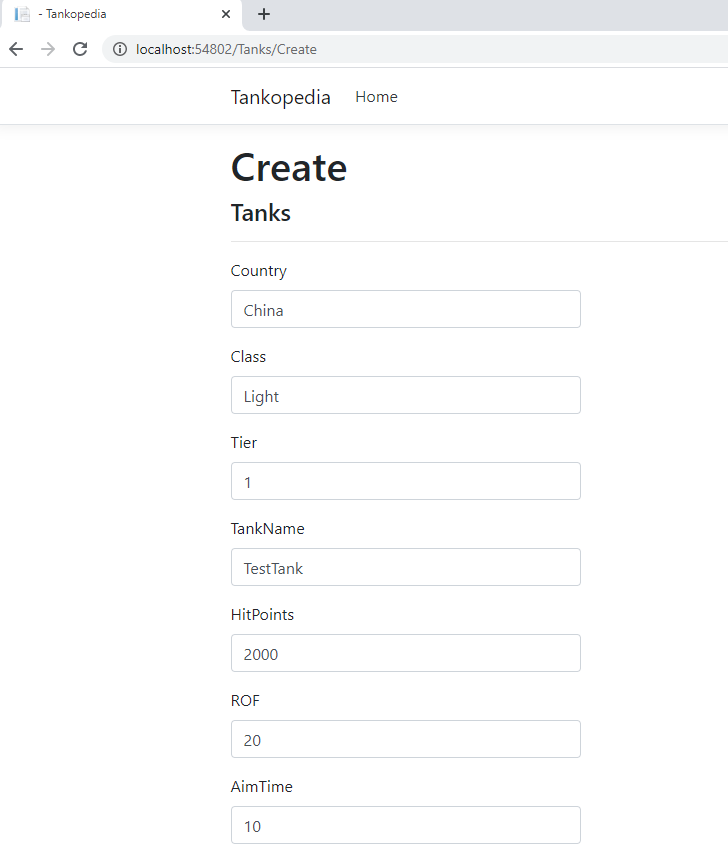 - Tankopedia
localhost:54802/Tanks/Create
Tankopedia Home
Create
Tanks
Country
China
Class
Light
Tier
1
TankName
TestTank
HitPoints
2000
ROF
20
AimTime
10